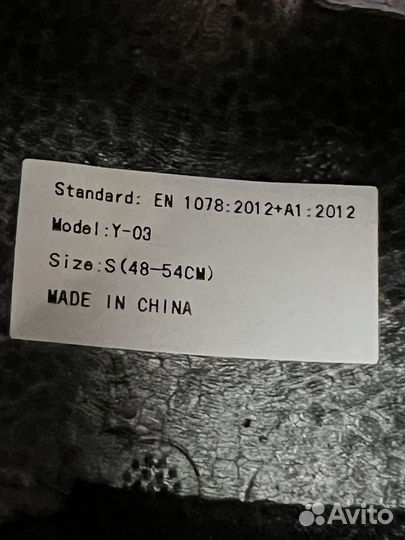 Standard: EN 1078:2012+A1:2012
Model:Y-03
Size:S(48-54CM)
MADE IN CHINA
Avito